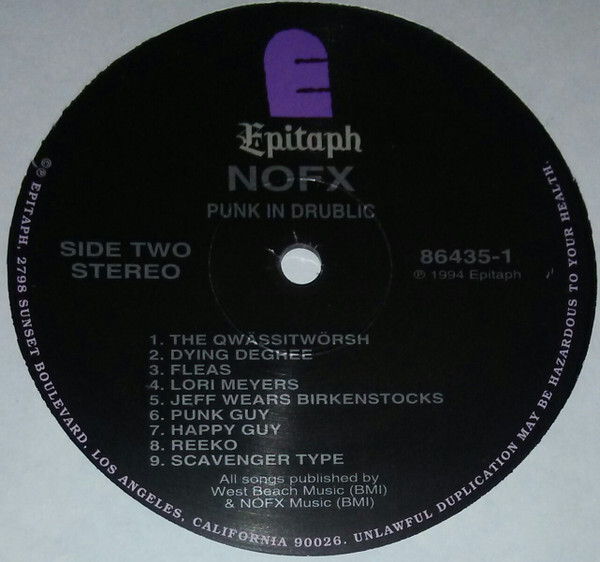 E
Epitaph
NOFX
PUNK IN DRUBLIC
SIDE TWO
STEREO
86435-1
℗ 1994 Epitaph
1. THE QWÄSSITWÖRSH
2. DYING DEGREE
3. FLEAS
4. LORI MEYERS
5. JEFF WEARS BIRKENSTOCKS
6. PUNK GUY
7. HAPPY GUY
8. REEKO
9. SCAVENGER TYPE
All songs published by
West Beach Music (BMI)
& NOFX Music (BMI)
©℗ EPITAPH, 2798 SUNSET BOULEVARD, LOS ANGELES, CALIFORNIA 90026. UNLAWFUL DUPLICATION MAY BE HAZARDOUS TO YOUR HEALTH.